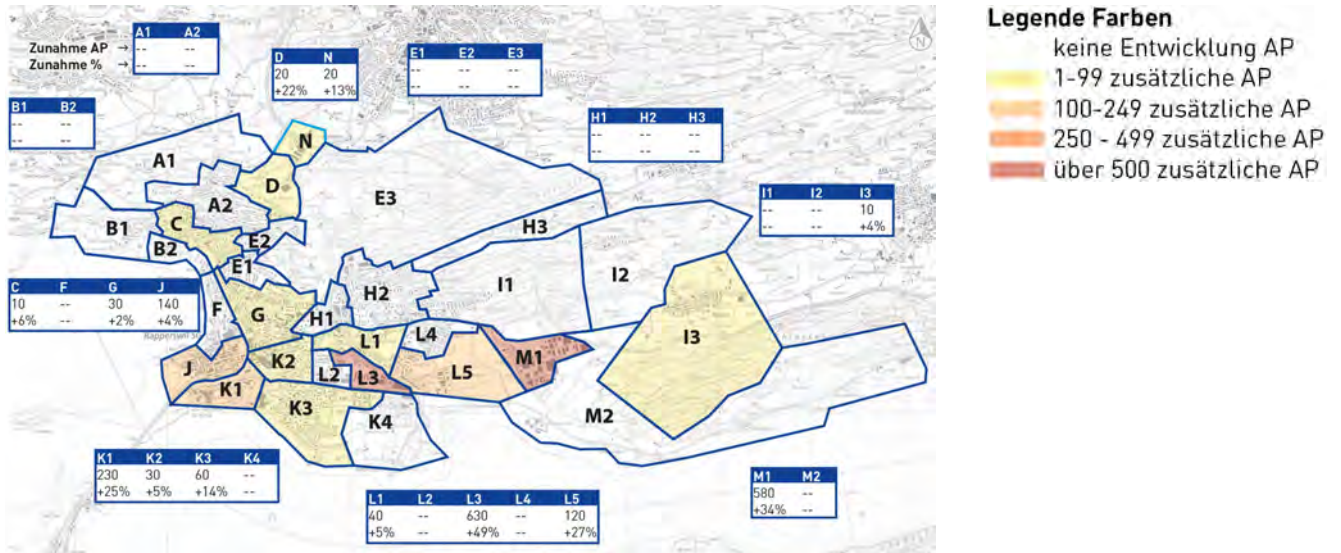 A1 A2
Zunahme AP → -- --
Zunahme % → -- --
D N
20 20
+22% +13%
E1 E2 E3
-- -- --
-- -- --
B1 B2
-- --
-- --
H1 H2 H3
-- -- --
-- -- --
I1 I2 I3
-- -- 10
-- -- +4%
C F G J
10 -- 30 140
+6% -- +2% +4%
K1 K2 K3 K4
230 30 60 --
+25% +5% +14% --
L1 L2 L3 L4 L5
40 -- 630 -- 120
+5% -- +49% -- +27%
M1 M2
580 --
+34% --
N
A1
N
D
A2
E3
B1
C
B2
E2
E1
H3
I2
I1
H2
F
G
H1
I3
Rapperswil
L1
L4
M1
J
K2
L2
L3
L5
K1
K3
K4
M2
Legende Farben
keine Entwicklung AP
1-99 zusätzliche AP
100-249 zusätzliche AP
250 - 499 zusätzliche AP
über 500 zusätzliche AP